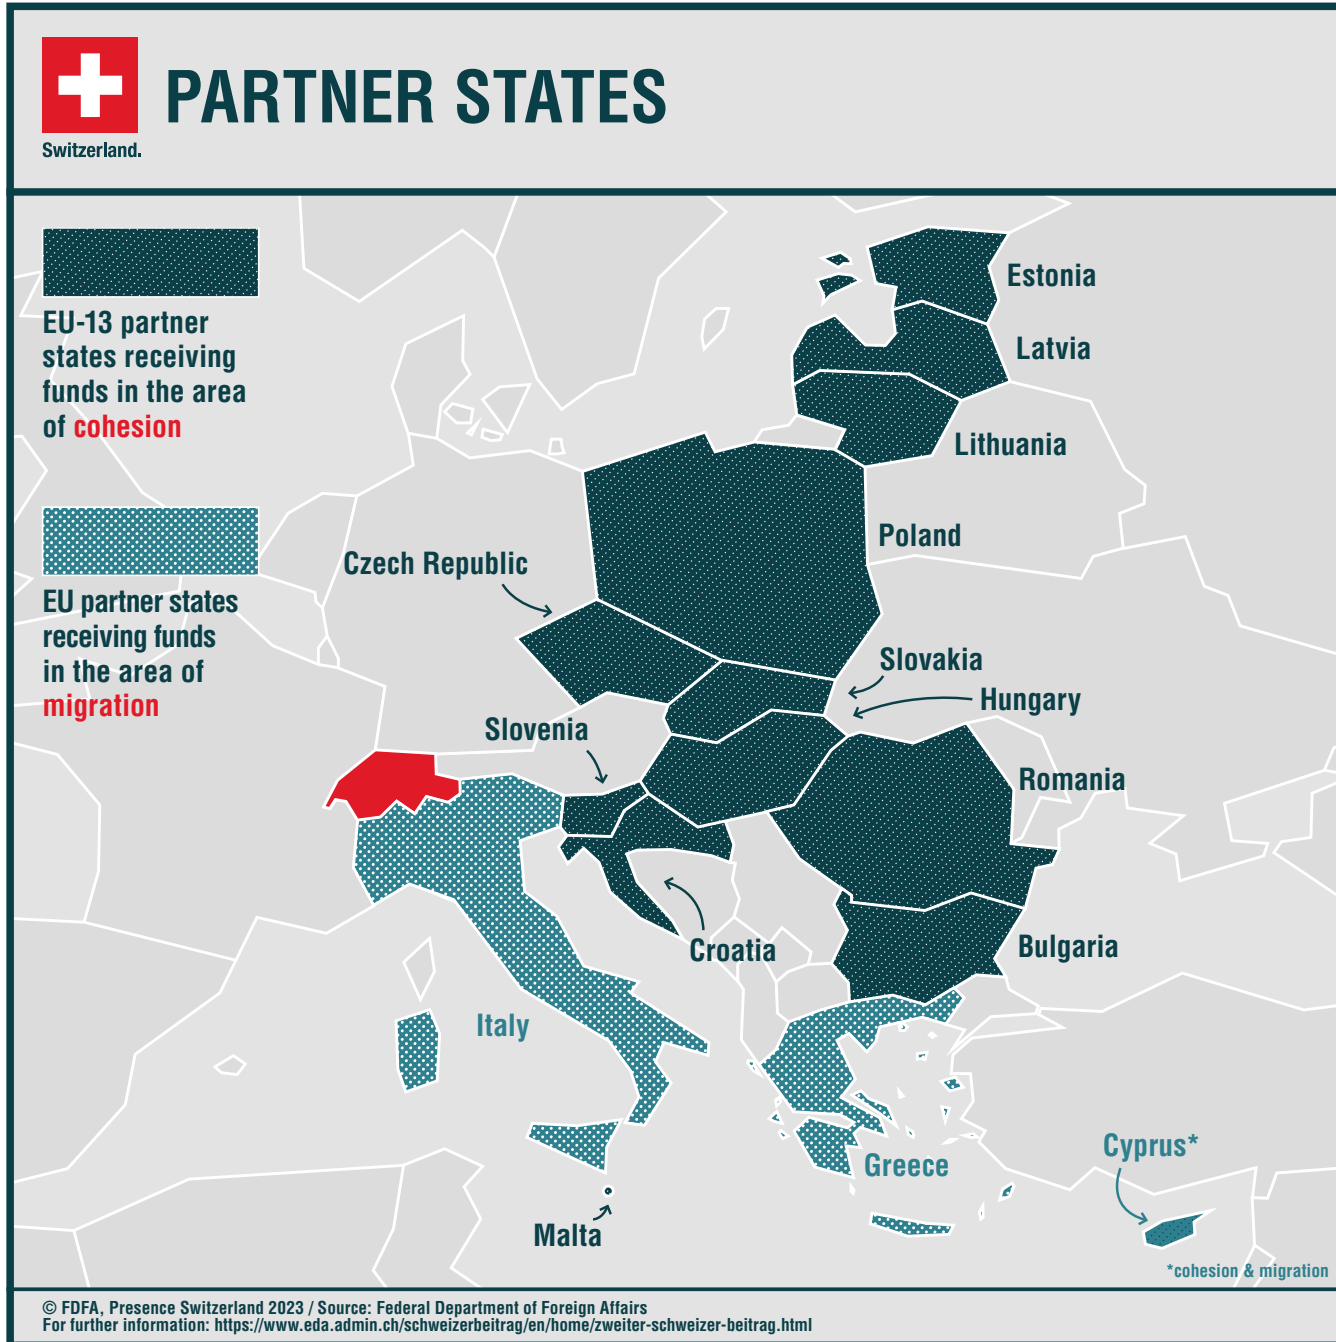 PARTNER STATES
Switzerland.
EU-13 partner
states receiving
funds in the area
of cohesion
EU partner states
receiving funds
in the area of
migration
Estonia
Latvia
Lithuania
Poland
Czech Republic
Slovakia
Hungary
Slovenia
Romania
Croatia
Bulgaria
Italy
Greece
Cyprus*
Malta
*cohesion & migration
© FDFA, Presence Switzerland 2023 / Source: Federal Department of Foreign Affairs
For further information: https://www.eda.admin.ch/schweizerbeitrag/en/home/zweiter-schweizer-beitrag.html